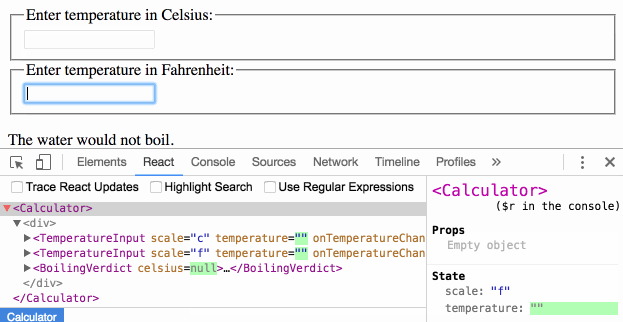 Enter temperature in Celsius:
Enter temperature in Fahrenheit:
The water would not boil.
Elements React Console Sources Network Timeline Profiles »
Trace React Updates Highlight Search Use Regular Expressions
<Calculator>
<div>
<TemperatureInput scale="c" temperature="" onTemperatureChan
<TemperatureInput scale="f" temperature="" onTemperatureChan
<BoilingVerdict celsius=null>…</BoilingVerdict>
</div>
</Calculator>
Calculator
<Calculator>
($r in the console)
Props
Empty object
State
scale: "f"
temperature: ""